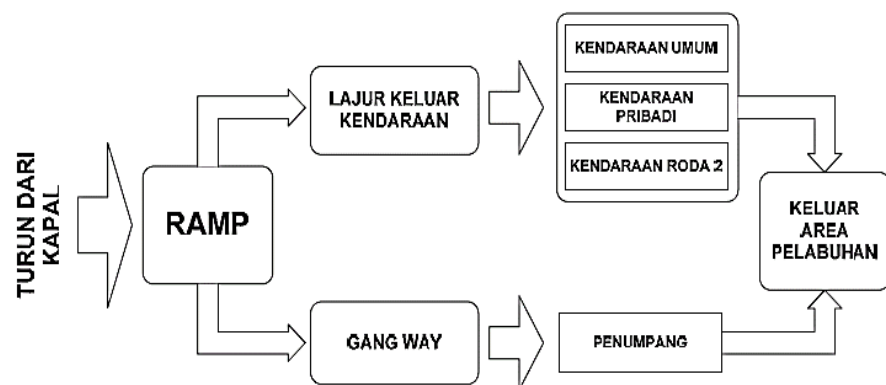 TURUN DARI
KAPAL
RAMP
LAJUR KELUAR
KENDARAAN
KENDARAAN UMUM
KENDARAAN
PRIBADI
KENDARAAN RODA 2
KELUAR
AREA
PELABUHAN
GANG WAY
PENUMPANG